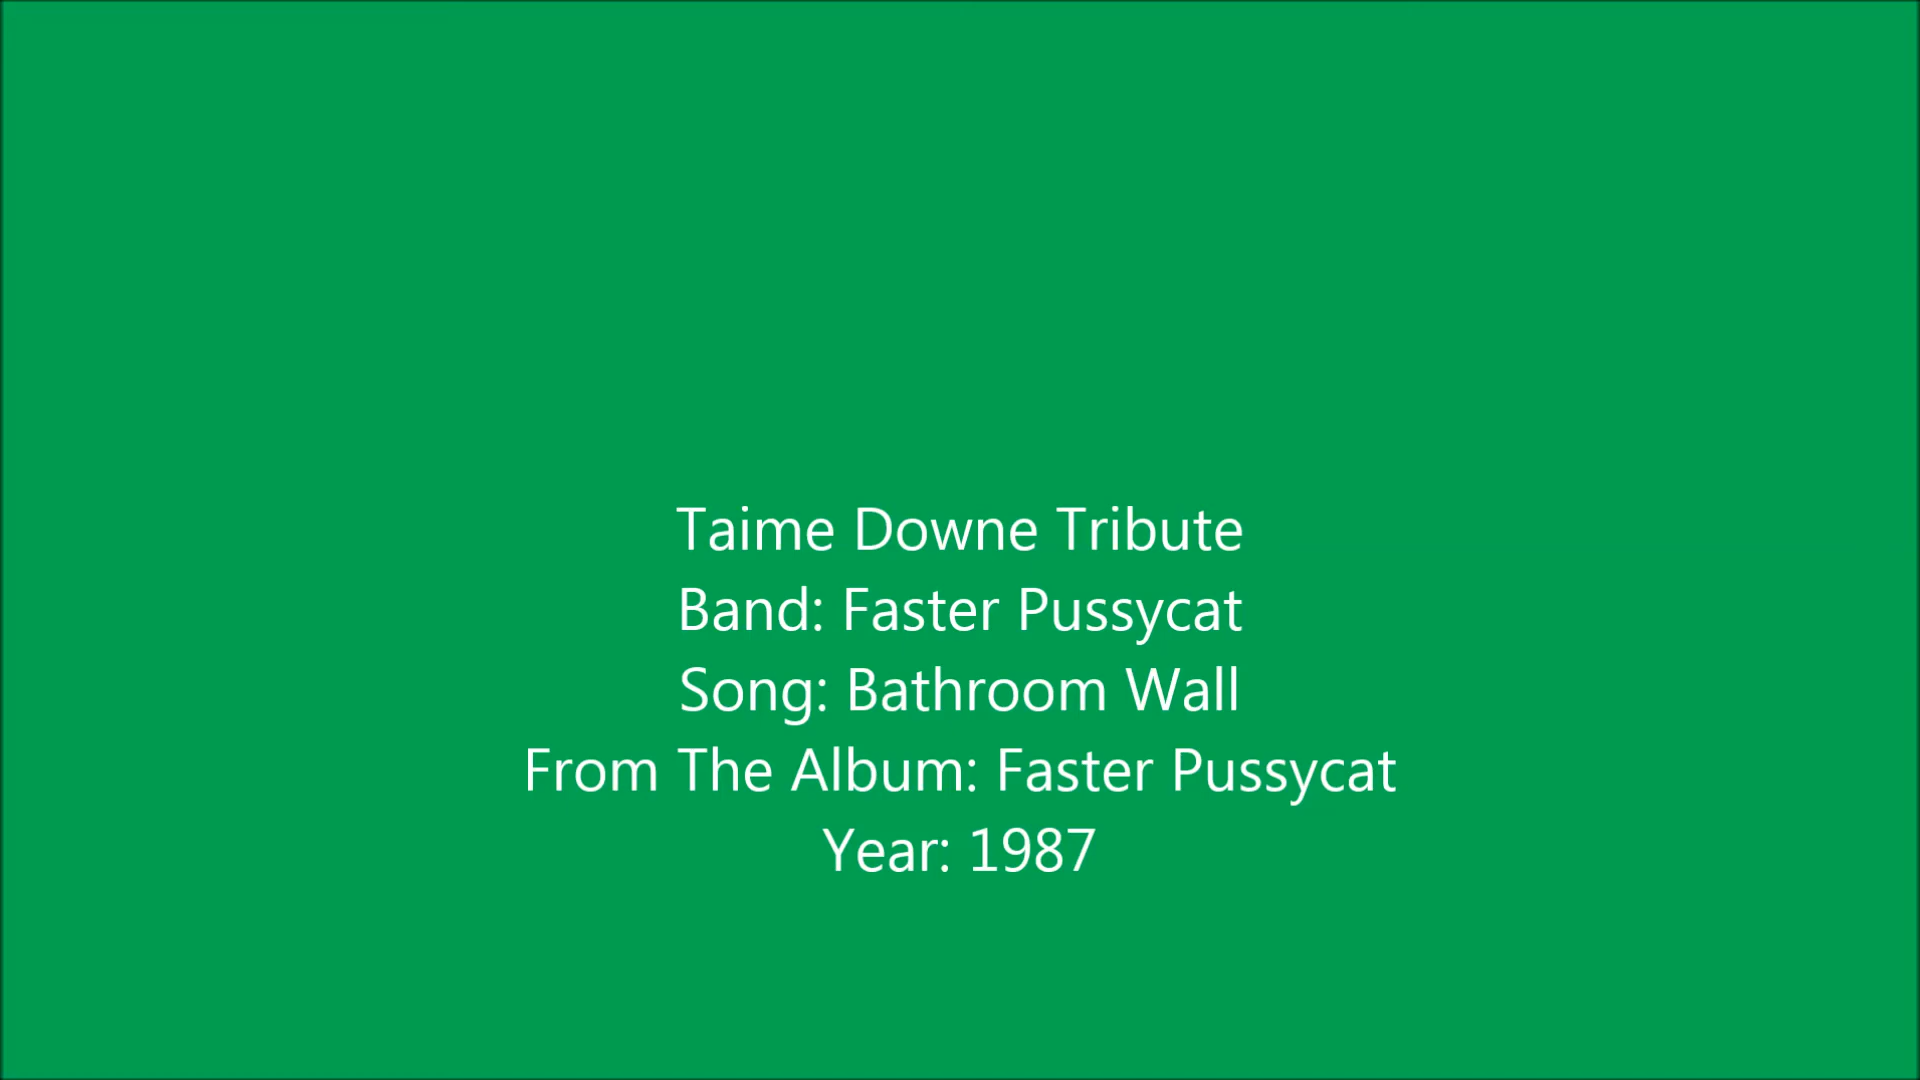 Taime Downe Tribute
Band: Faster Pussycat
Song: Bathroom Wall
From The Album: Faster Pussycat
Year: 1987